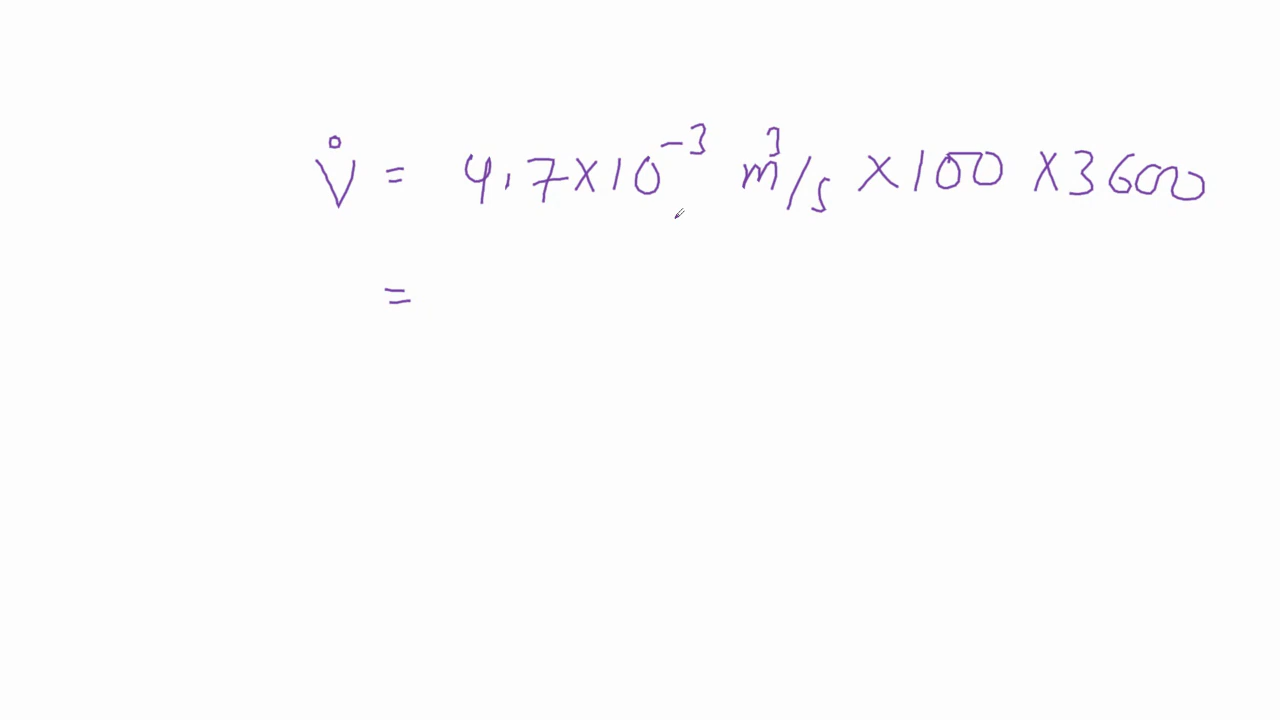 V̇ = 4.7×10⁻³ m³/s ×100 ×3600
=